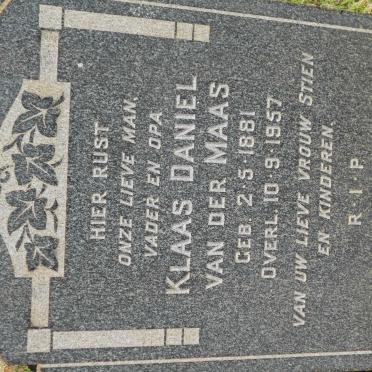 HIER RUST
ONZE LIEVE MAN.
VADER EN OPA
KLAAS DANIEL
VAN DER MAAS
GEB. 2-5-1881
OVERL. 10-9-1957
VAN UW LIEVE VROUW STIEN
EN KINDEREN.
R.I.P.